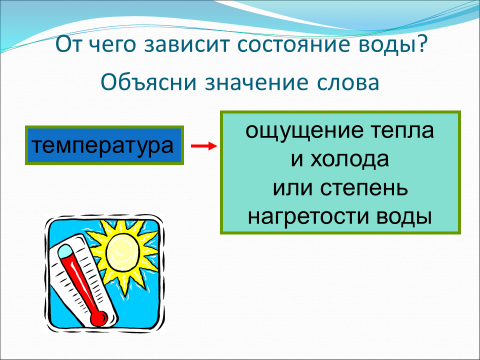 От чего зависит состояние воды?
Объясни значение слова
температура
ощущение тепла
и холода
или степень
нагретости воды